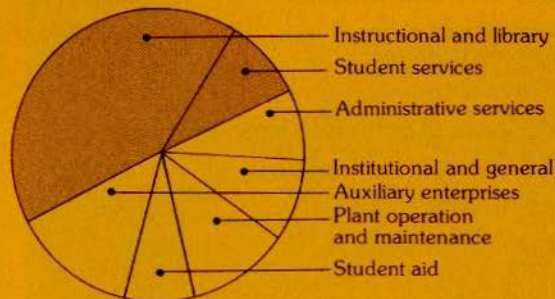 Instructional and library
Student services
Administrative services
Institutional and general
Auxiliary enterprises
Plant operation
and maintenance
Student aid